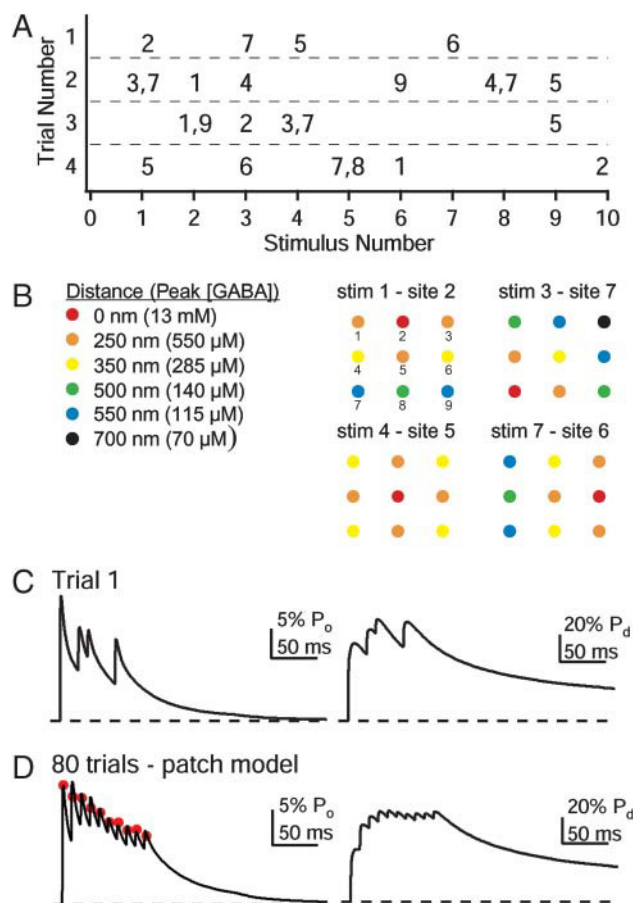 A
Trial Number
1 2 7 4 5 6
2 3,7 1 4 9 4,7 5
3 1,9 2 3,7 5
4 5 6 7,8 1 2
0 1 2 3 4 5 6 7 8 9 10
Stimulus Number
B
Distance (Peak [GABA])
0 nm (13 mM)
250 nm (550 µM)
350 nm (285 µM)
500 nm (140 µM)
550 nm (115 µM)
700 nm (70 µM)
stim 1 - site 2
1 2 3
4 5 6
7 8 9
stim 3 - site 7
stim 4 - site 5
stim 7 - site 6
C
Trial 1
5% Po
50 ms
20% Pd
50 ms
D
80 trials - patch model
5% Po
50 ms
20% Pd
50 ms